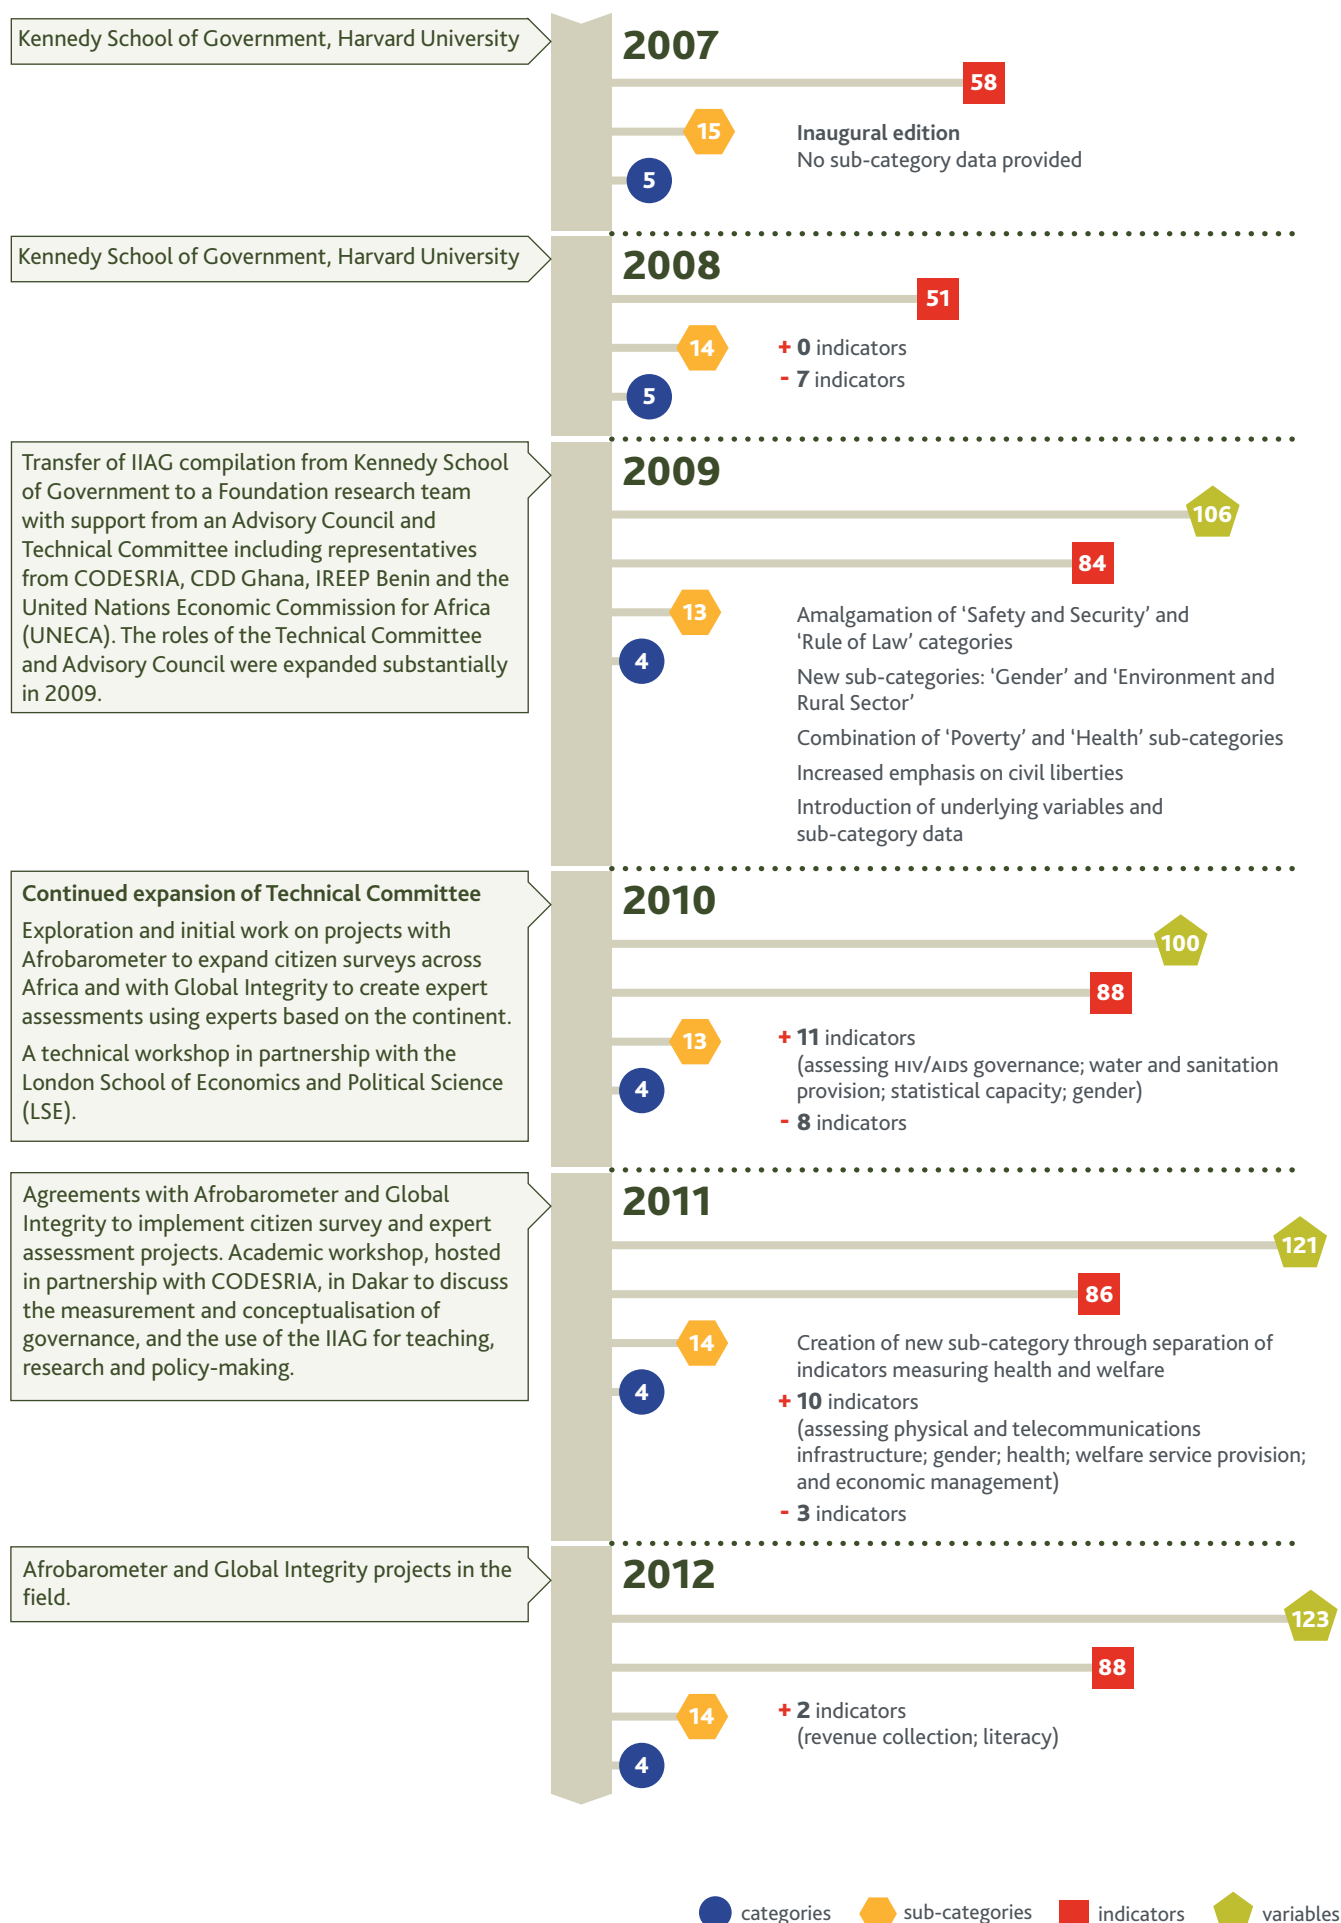 Kennedy School of Government, Harvard University
2007
58
15
5
Inaugural edition
No sub-category data provided
Kennedy School of Government, Harvard University
2008
51
14
5
+ 0 indicators
- 7 indicators
Transfer of IIAG compilation from Kennedy School
of Government to a Foundation research team
with support from an Advisory Council and
Technical Committee including representatives
from CODESRIA, CDD Ghana, IREEP Benin and the
United Nations Economic Commission for Africa
(UNECA). The roles of the Technical Committee
and Advisory Council were expanded substantially
in 2009.
2009
106
84
13
4
Amalgamation of ‘Safety and Security’ and
‘Rule of Law’ categories
New sub-categories: ‘Gender’ and ‘Environment and
Rural Sector’
Combination of ‘Poverty’ and ‘Health’ sub-categories
Increased emphasis on civil liberties
Introduction of underlying variables and
sub-category data
Continued expansion of Technical Committee
Exploration and initial work on projects with
Afrobarometer to expand citizen surveys across
Africa and with Global Integrity to create expert
assessments using experts based on the continent.
A technical workshop in partnership with the
London School of Economics and Political Science
(LSE).
2010
100
88
13
4
+ 11 indicators
(assessing HIV/AIDS governance; water and sanitation
provision; statistical capacity; gender)
- 8 indicators
Agreements with Afrobarometer and Global
Integrity to implement citizen survey and expert
assessment projects. Academic workshop, hosted
in partnership with CODESRIA, in Dakar to discuss
the measurement and conceptualisation of
governance, and the use of the IIAG for teaching,
research and policy-making.
2011
121
86
14
4
Creation of new sub-category through separation of
indicators measuring health and welfare
+ 10 indicators
(assessing physical and telecommunications
infrastructure; gender; health; welfare service provision;
and economic management)
- 3 indicators
Afrobarometer and Global Integrity projects in the
field.
2012
123
88
14
4
+ 2 indicators
(revenue collection; literacy)
categories
sub-categories
indicators
variables